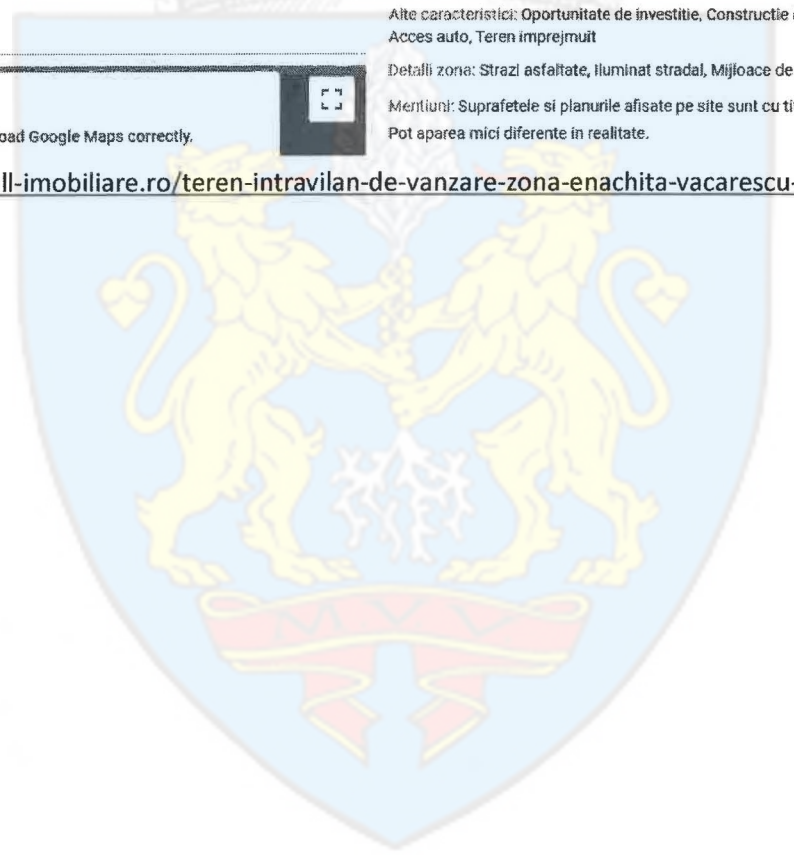 Alte caracteristici: Oportunitate de investitie, Constructie
Acces auto, Teren imprejmuit
Detalii zona: Strazi asfaltate, Iluminat stradal, Mijloace de
Mentiuni: Suprafetele si planurile afisate pe site sunt cu
oad Google Maps correctly.
Pot aparea mici diferente in realitate.
ll-imobiliare.ro/teren-intravilan-de-vanzare-zona-enachita-vacarescu-
MVV